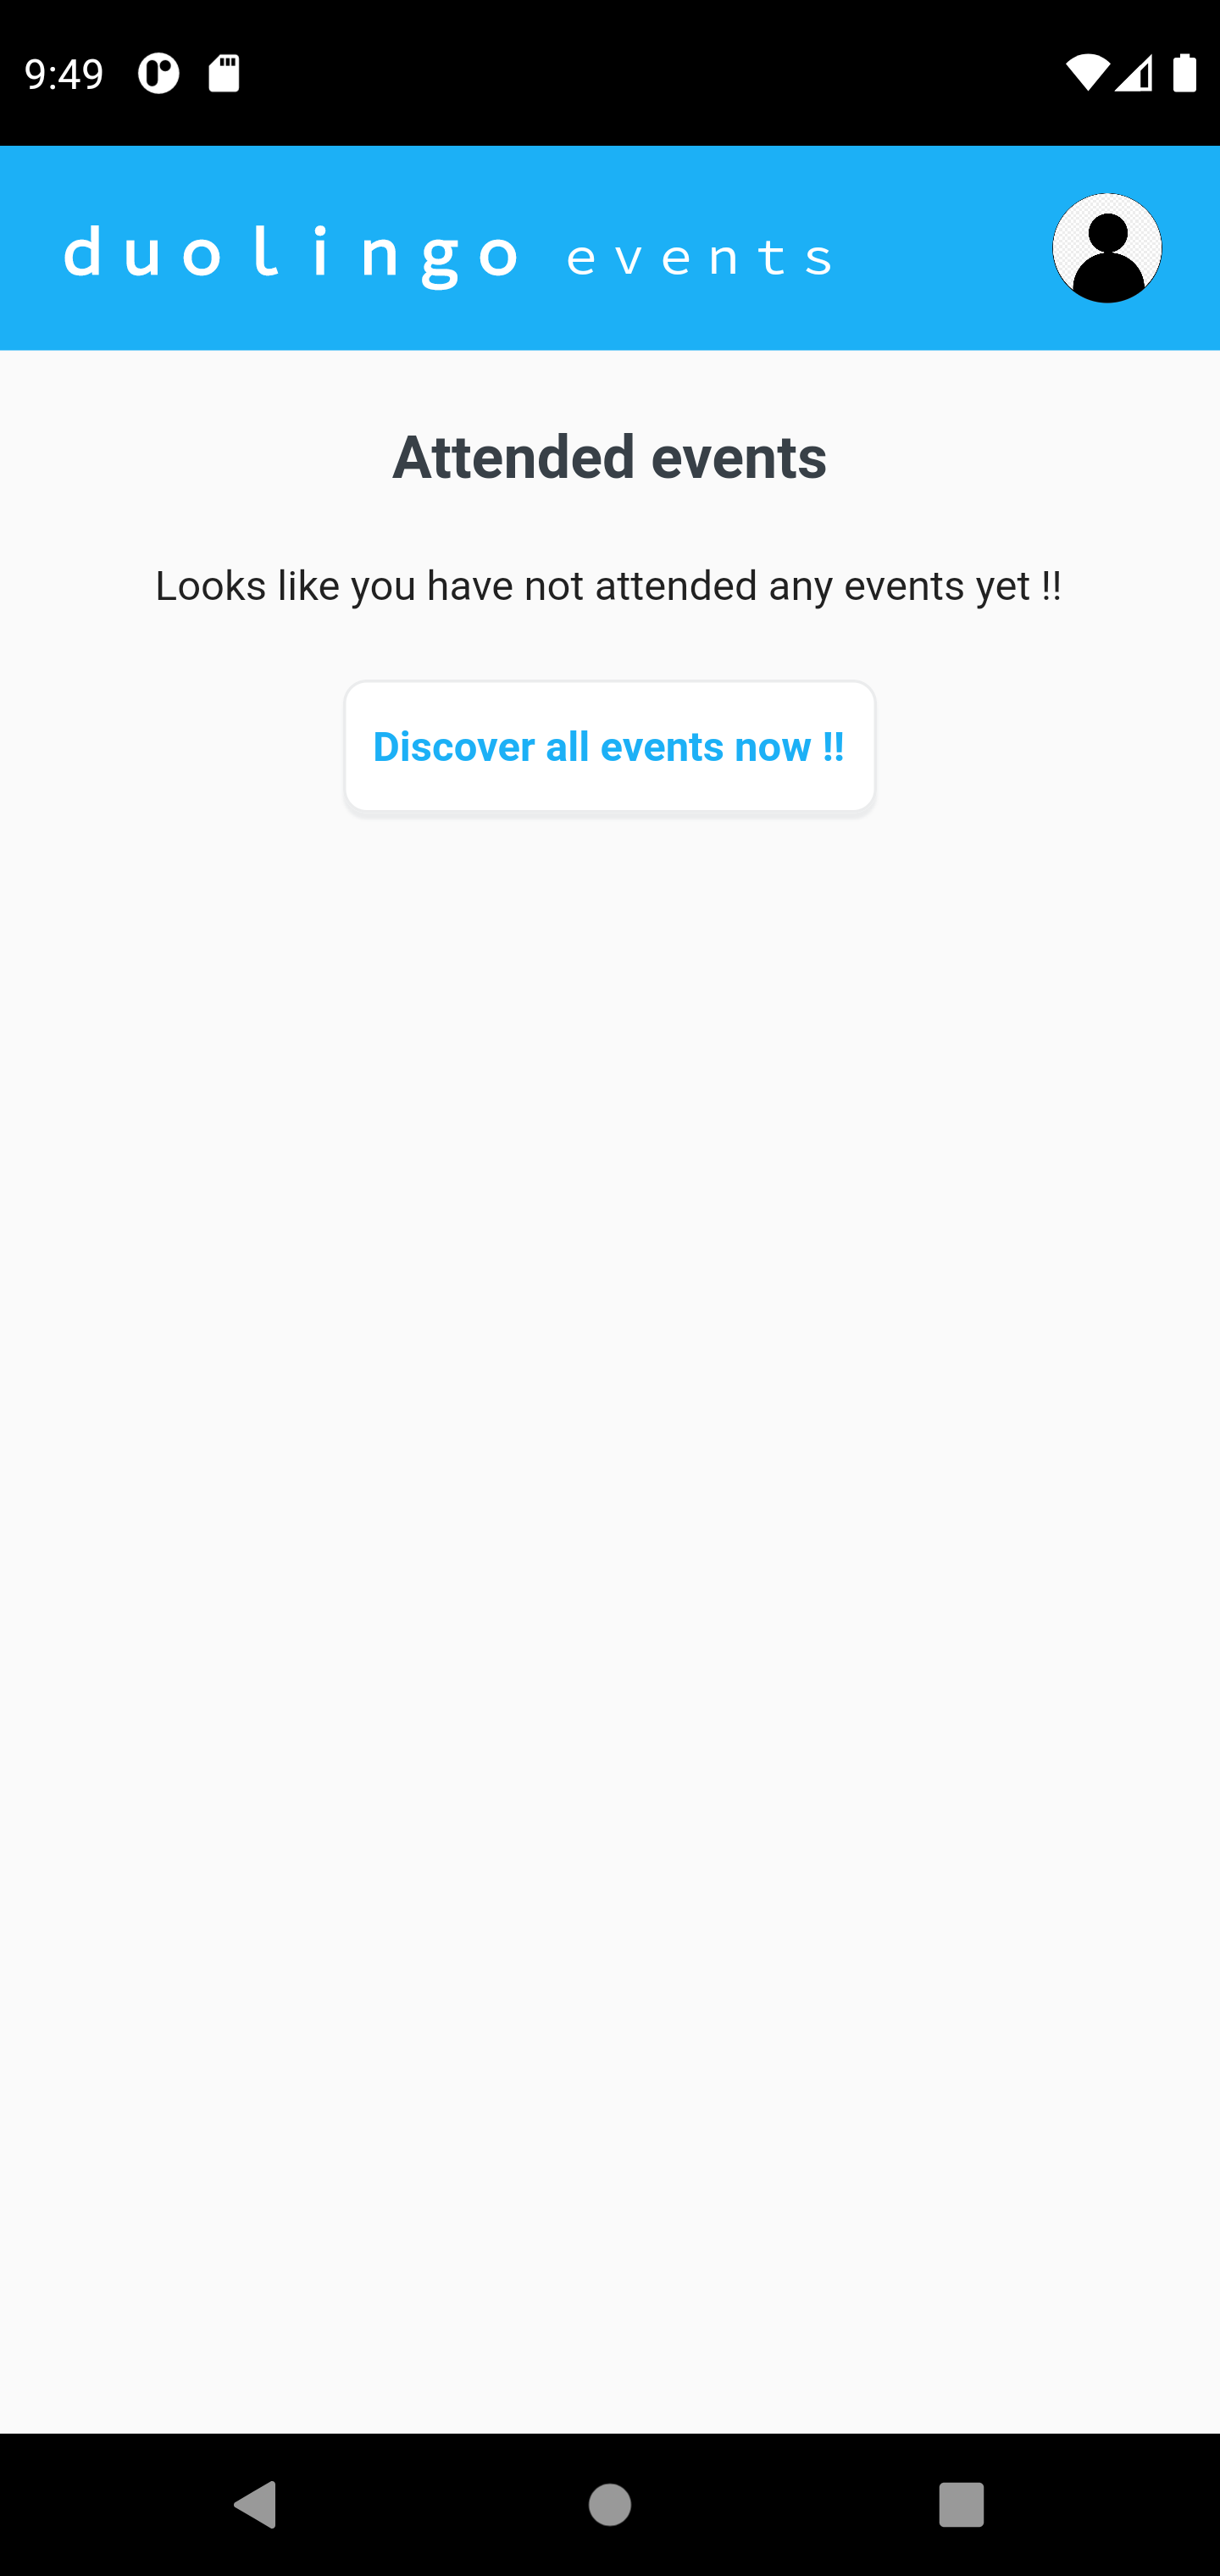 9:49
duolingo events
Attended events
Looks like you have not attended any events yet !!
Discover all events now !!